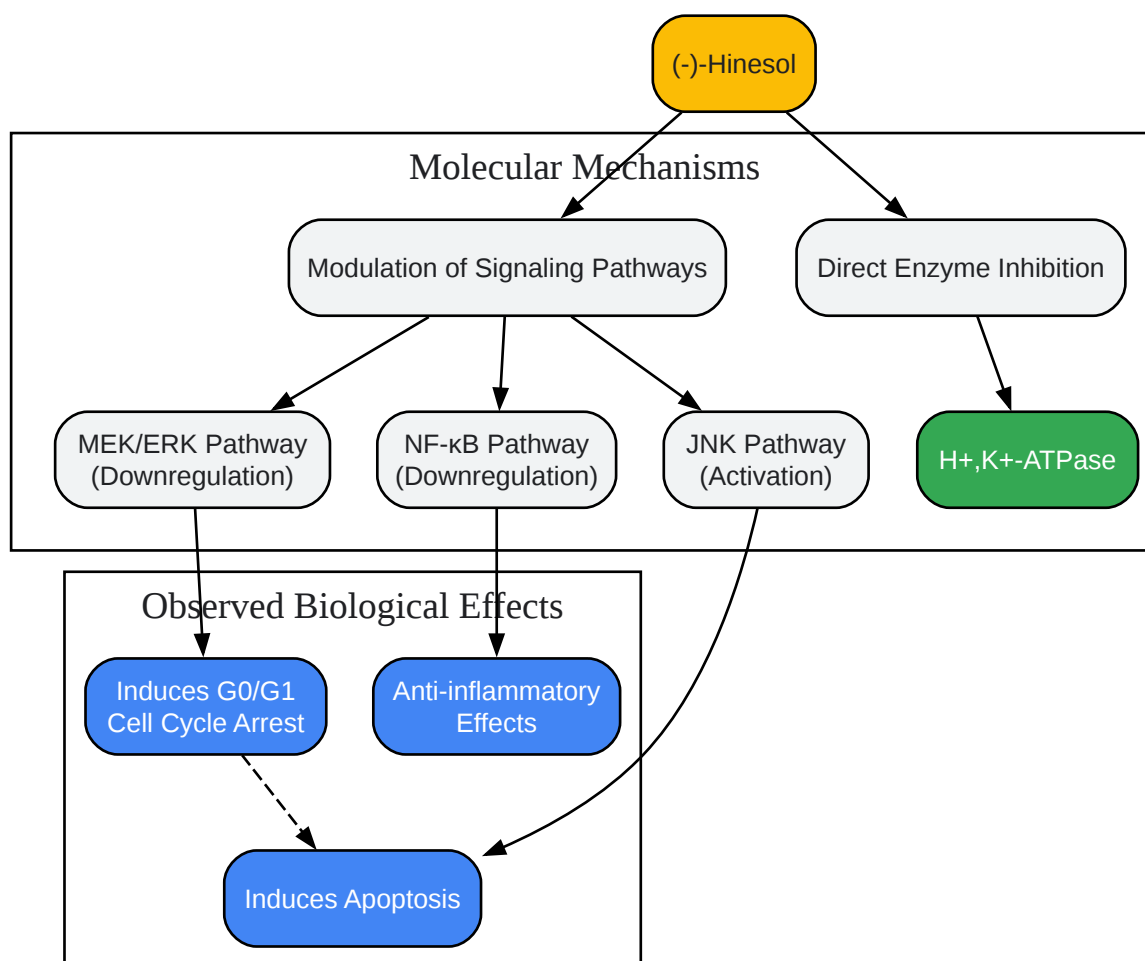 (-)-Hinesol
Molecular Mechanisms
Modulation of Signaling Pathways
Direct Enzyme Inhibition
MEK/ERK Pathway
(Downregulation)
NF-κB Pathway
(Downregulation)
JNK Pathway
(Activation)
H+,K+-ATPase
Observed Biological Effects
Induces G0/G1
Cell Cycle Arrest
Anti-inflammatory
Effects
Induces Apoptosis